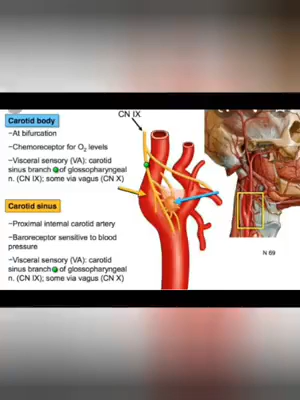 CN IX
Carotid body
~At bifurcation
~Chemoreceptor for O2 levels
~Visceral sensory (VA): carotid
sinus branch of glossopharyngeal
n. (CN IX); some via vagus (CN X)
Carotid sinus
~Proximal internal carotid artery
~Baroreceptor sensitive to blood
pressure
~Visceral sensory (VA): carotid
sinus branch of glossopharyngeal
n. (CN IX); some via vagus (CN X)
N 69